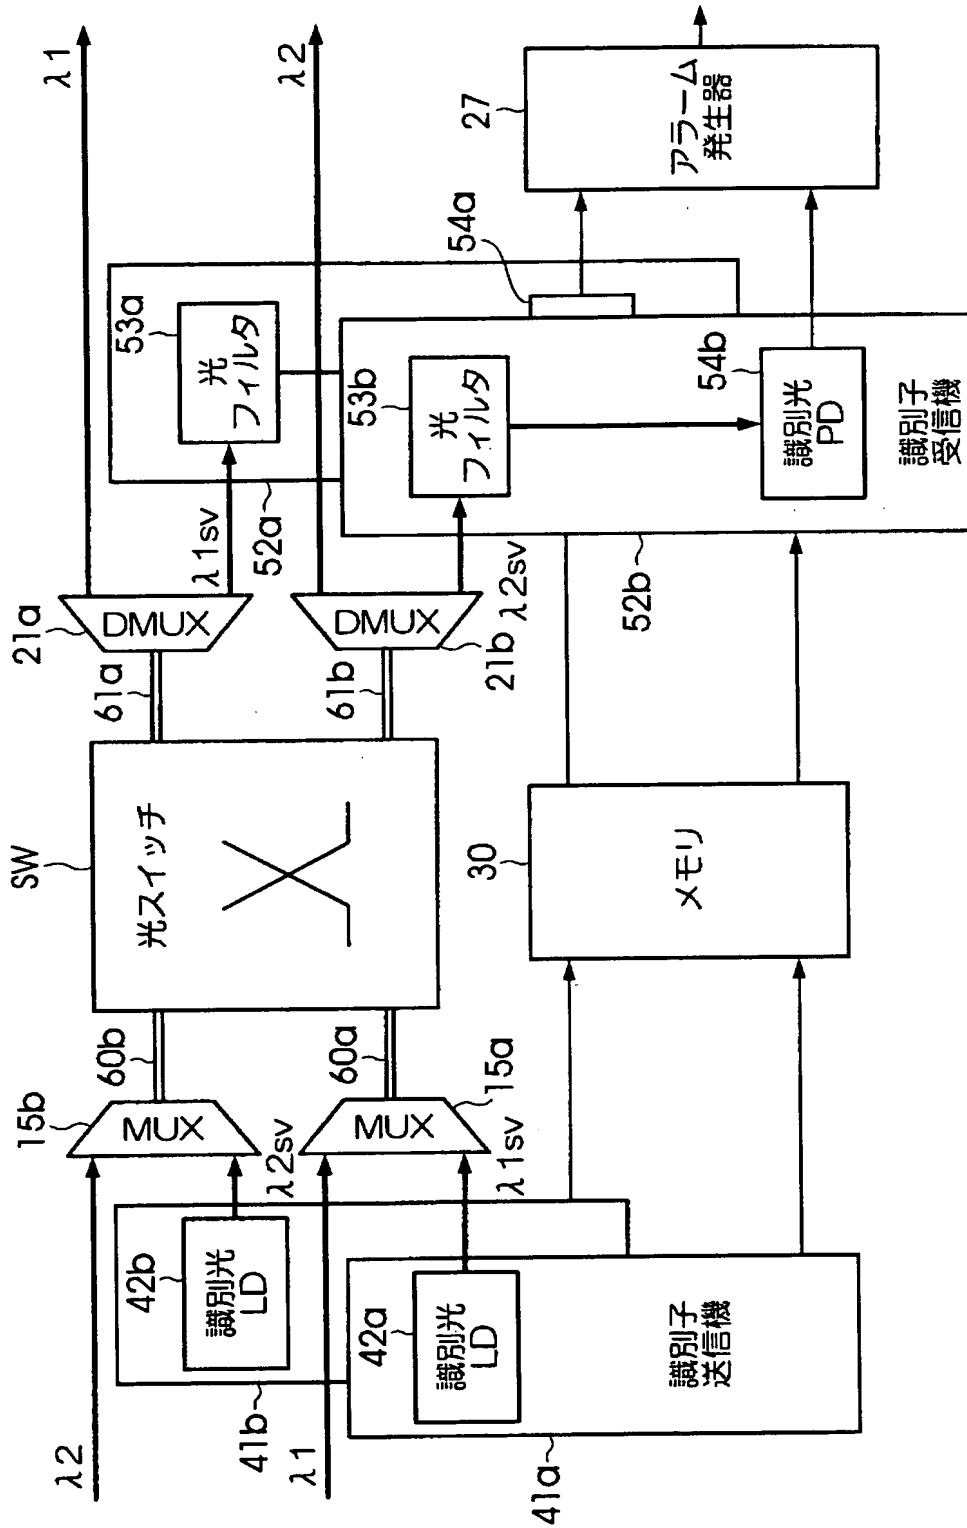 λ2
41b
42b
識別光
LD
λ2sv
15b
MUX
60b
SW
光スイッチ
61a
21a
DMUX
λ1
λ1sv
52a
53a
光
フィルタ
λ1
41a
42a
識別光
LD
識別子
送信機
λ1sv
MUX
15a
60a
61b
DMUX
21b
λ2
λ2sv
53b
光
フィルタ
54a
54b
識別光
PD
52b
識別子
受信機
30
メモリ
27
アラーム
発生器